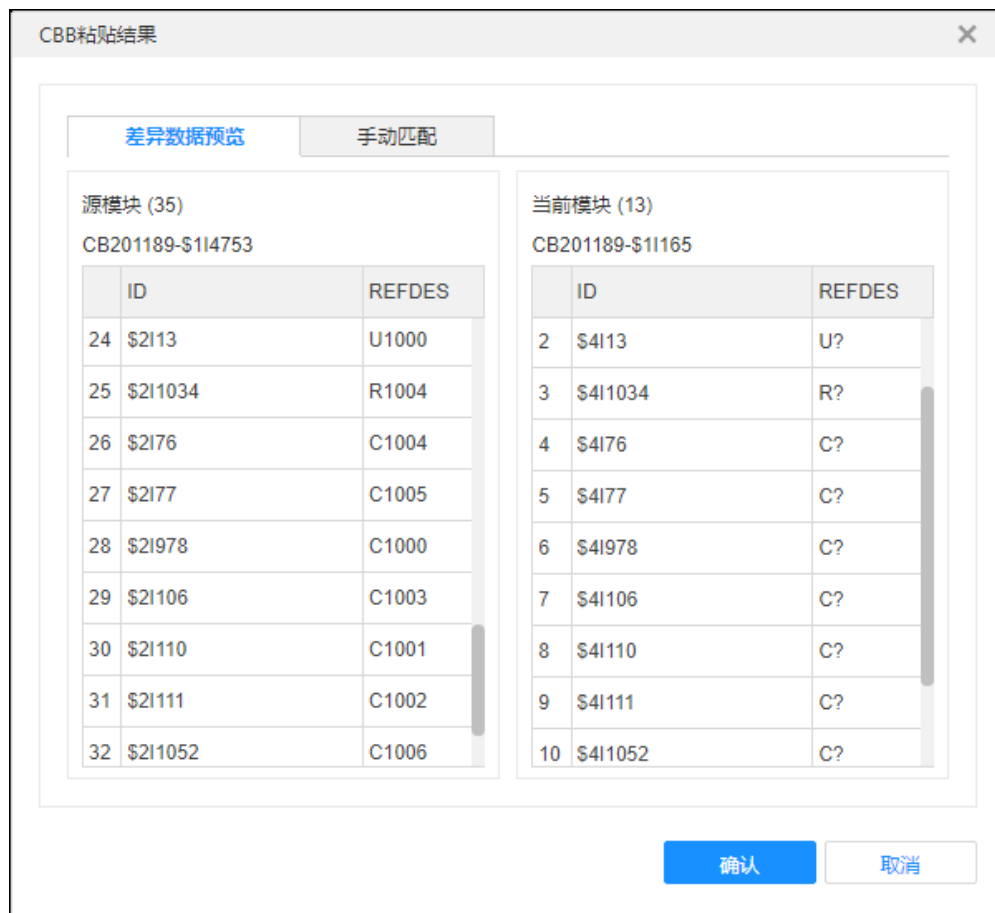 CBB粘贴结果
差异数据预览 手动匹配
源模块 (35)
CB201189-$1I4753
ID REFDES
24 $2I13 U1000
25 $2I1034 R1004
26 $2I76 C1004
27 $2I77 C1005
28 $2I978 C1000
29 $2I106 C1003
30 $2I110 C1001
31 $2I111 C1002
32 $2I1052 C1006
当前模块 (13)
CB201189-$1I165
ID REFDES
2 $4I13 U?
3 $4I1034 R?
4 $4I76 C?
5 $4I77 C?
6 $4I978 C?
7 $4I106 C?
8 $4I110 C?
9 $4I111 C?
10 $4I1052 C?
确认 取消